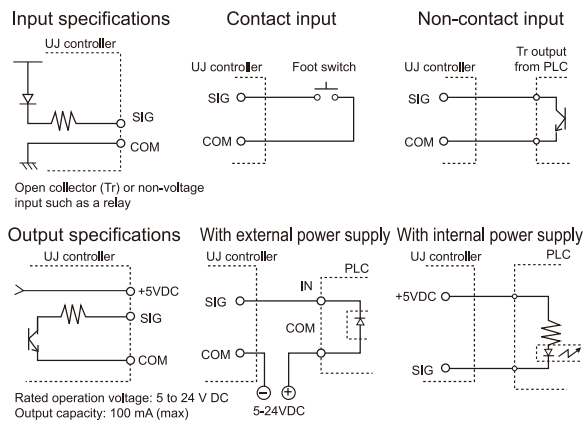 Input specifications
UJ controller
SIG
COM
Open collector (Tr) or non-voltage
input such as a relay
Contact input
UJ controller
Foot switch
SIG
COM
Non-contact input
Tr output
from PLC
UJ controller
SIG
COM
Output specifications
UJ controller
+5VDC
SIG
COM
Rated operation voltage: 5 to 24 V DC
Output capacity: 100 mA (max)
With external power supply
UJ controller
PLC
IN
SIG
COM
COM
5-24VDC
With internal power supply
UJ controller
PLC
+5VDC
SIG